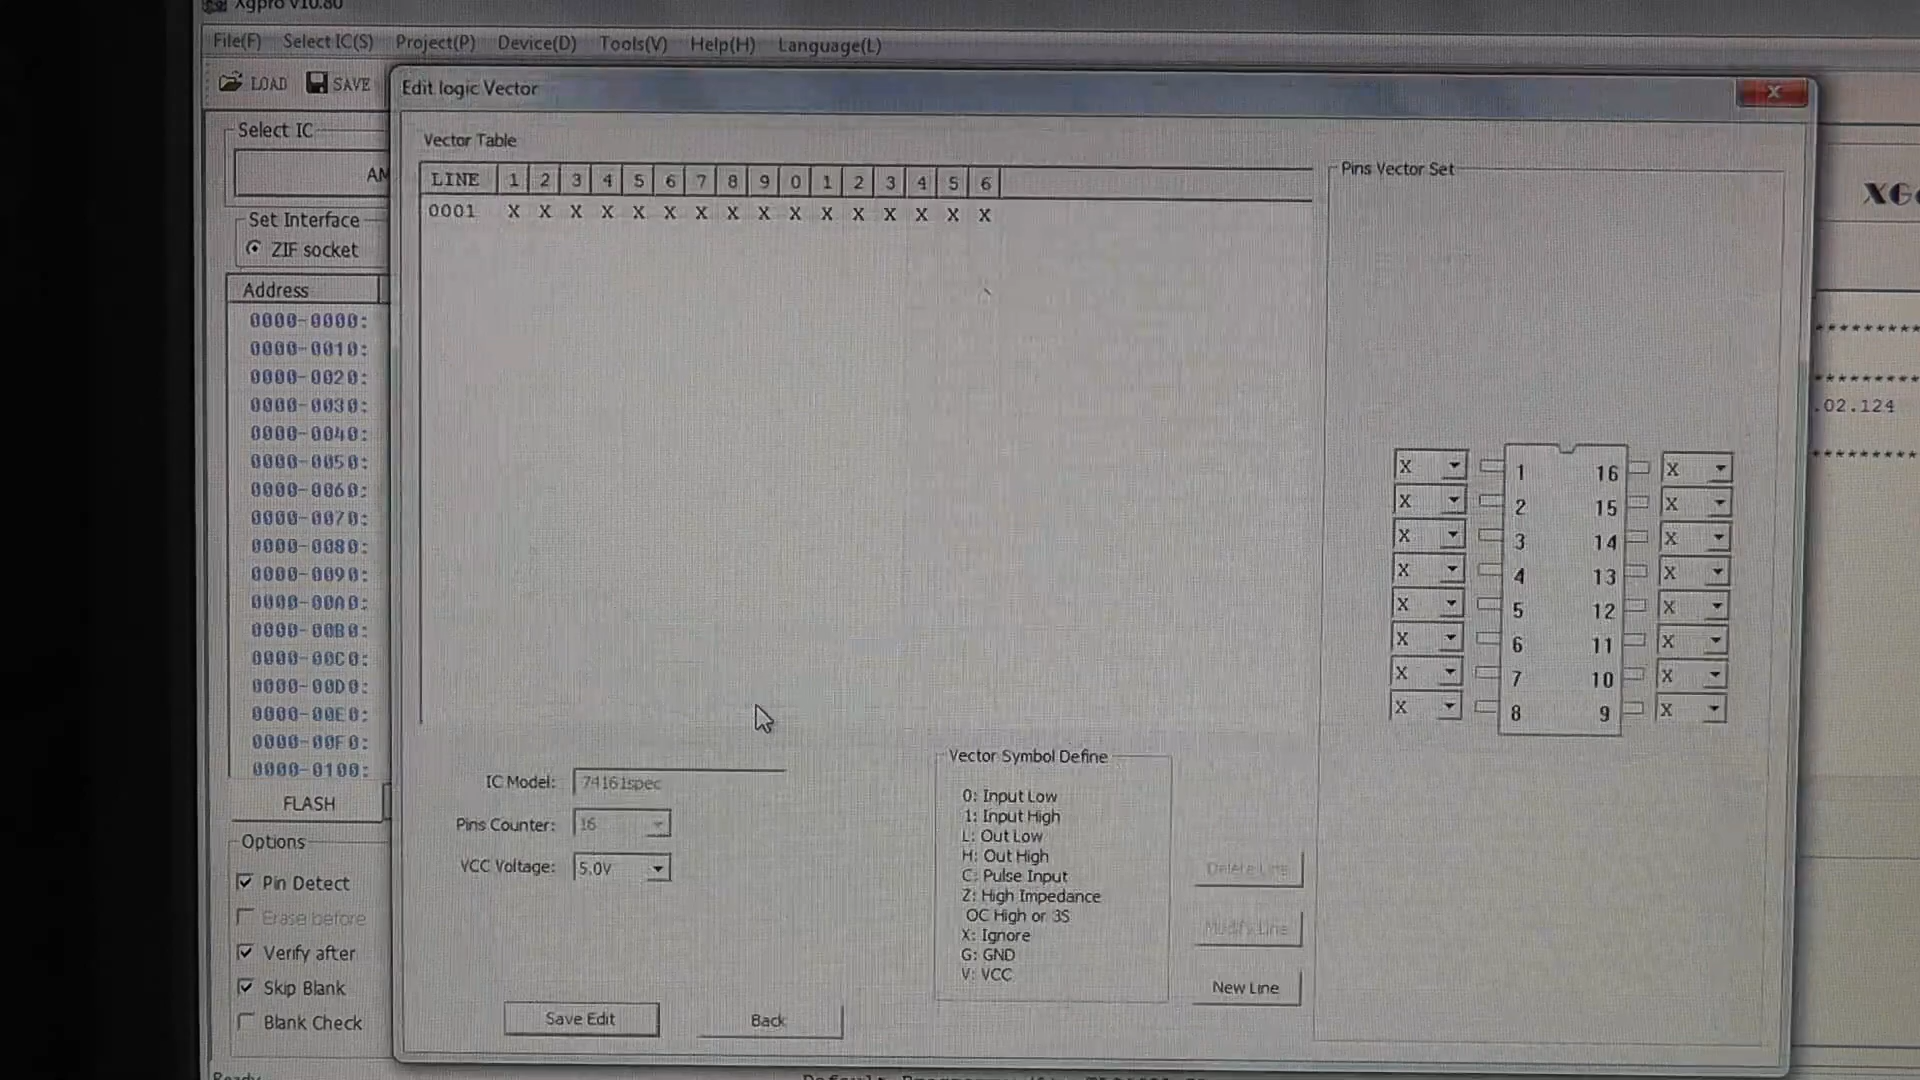 Xgpro v10.80
File(F) Select IC(S) Project(P) Device(D) Tools(V) Help(H) Language(L)
LOAD SAVE
Edit logic Vector
Select IC
Vector Table
LINE 1 2 3 4 5 6 7 8 9 0 1 2 3 4 5 6
0001 X X X X X X X X X X X X X X X X
Pins Vector Set
Set Interface
ZIF socket
Address
0000-0000:
0000-0010:
0000-0020:
0000-0030:
0000-0040:
0000-0050:
0000-0060:
0000-0070:
0000-0080:
0000-0090:
0000-00A0:
0000-00B0:
0000-00C0:
0000-00D0:
0000-00E0:
0000-00F0:
0000-0100:
.02.124
X 1 16 X
X 2 15 X
X 3 14 X
X 4 13 X
X 5 12 X
X 6 11 X
X 7 10 X
X 8 9 X
FLASH
Options
Pin Detect
Erase before
Verify after
Skip Blank
Blank Check
IC Model: 74161spec
Pins Counter: 16
VCC Voltage: 5.0V
Vector Symbol Define
0: Input Low
1: Input High
L: Out Low
H: Out High
C: Pulse Input
Z: High Impedance
OC High or 3S
X: Ignore
G: GND
V: VCC
Delete Line
Modify Line
New Line
Save Edit
Back
Ready